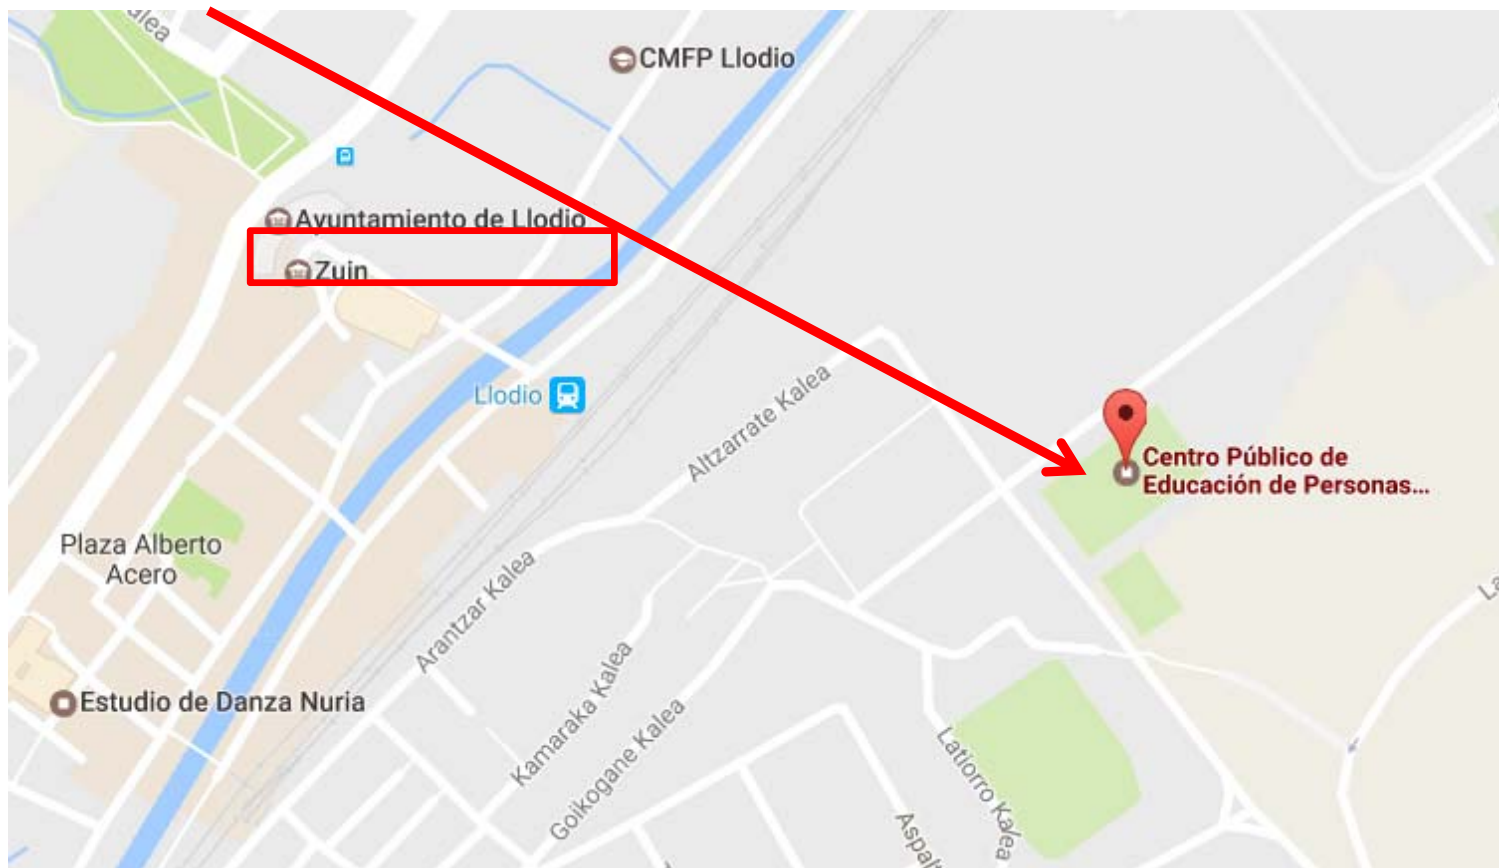 CMFP Llodio
Ayuntamiento de Llodio
Zuin
Llodio
Altzarrate Kalea
Centro Público de
Educación de Personas...
Plaza Alberto
Acero
Arantzar Kalea
Estudio de Danza Nuria
Kamaraka Kalea
Goikogane Kalea
Latiorro Kalea